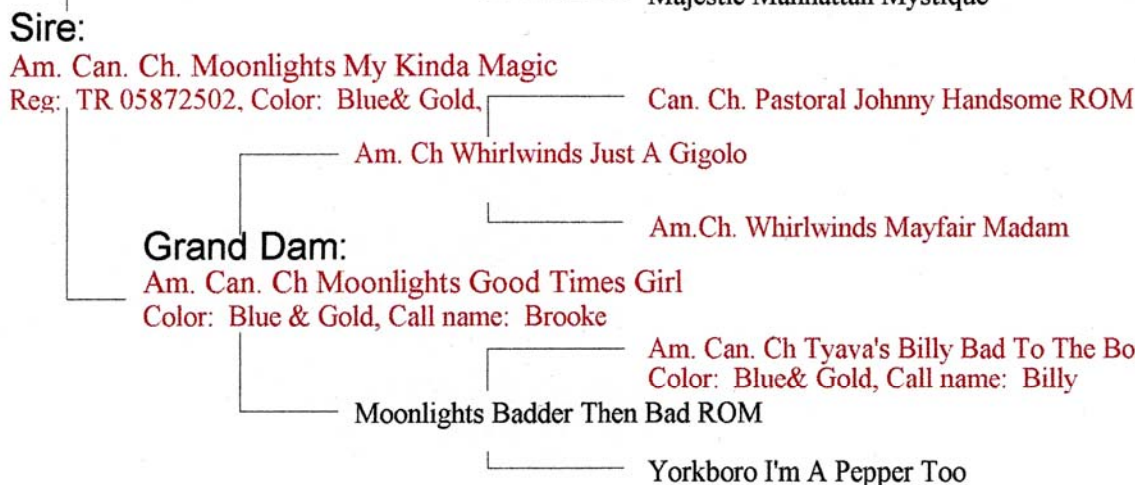 Majestic Manhattan Mystique
Sire:
Am. Can. Ch. Moonlights My Kinda Magic
Reg: TR 05872502, Color: Blue& Gold,
Can. Ch. Pastoral Johnny Handsome ROM
Am. Ch Whirlwinds Just A Gigolo
Am.Ch. Whirlwinds Mayfair Madam
Grand Dam:
Am. Can. Ch Moonlights Good Times Girl
Color: Blue & Gold, Call name: Brooke
Am. Can. Ch Tyava's Billy Bad To The Bo
Color: Blue& Gold, Call name: Billy
Moonlights Badder Then Bad ROM
Yorkboro I'm A Pepper Too